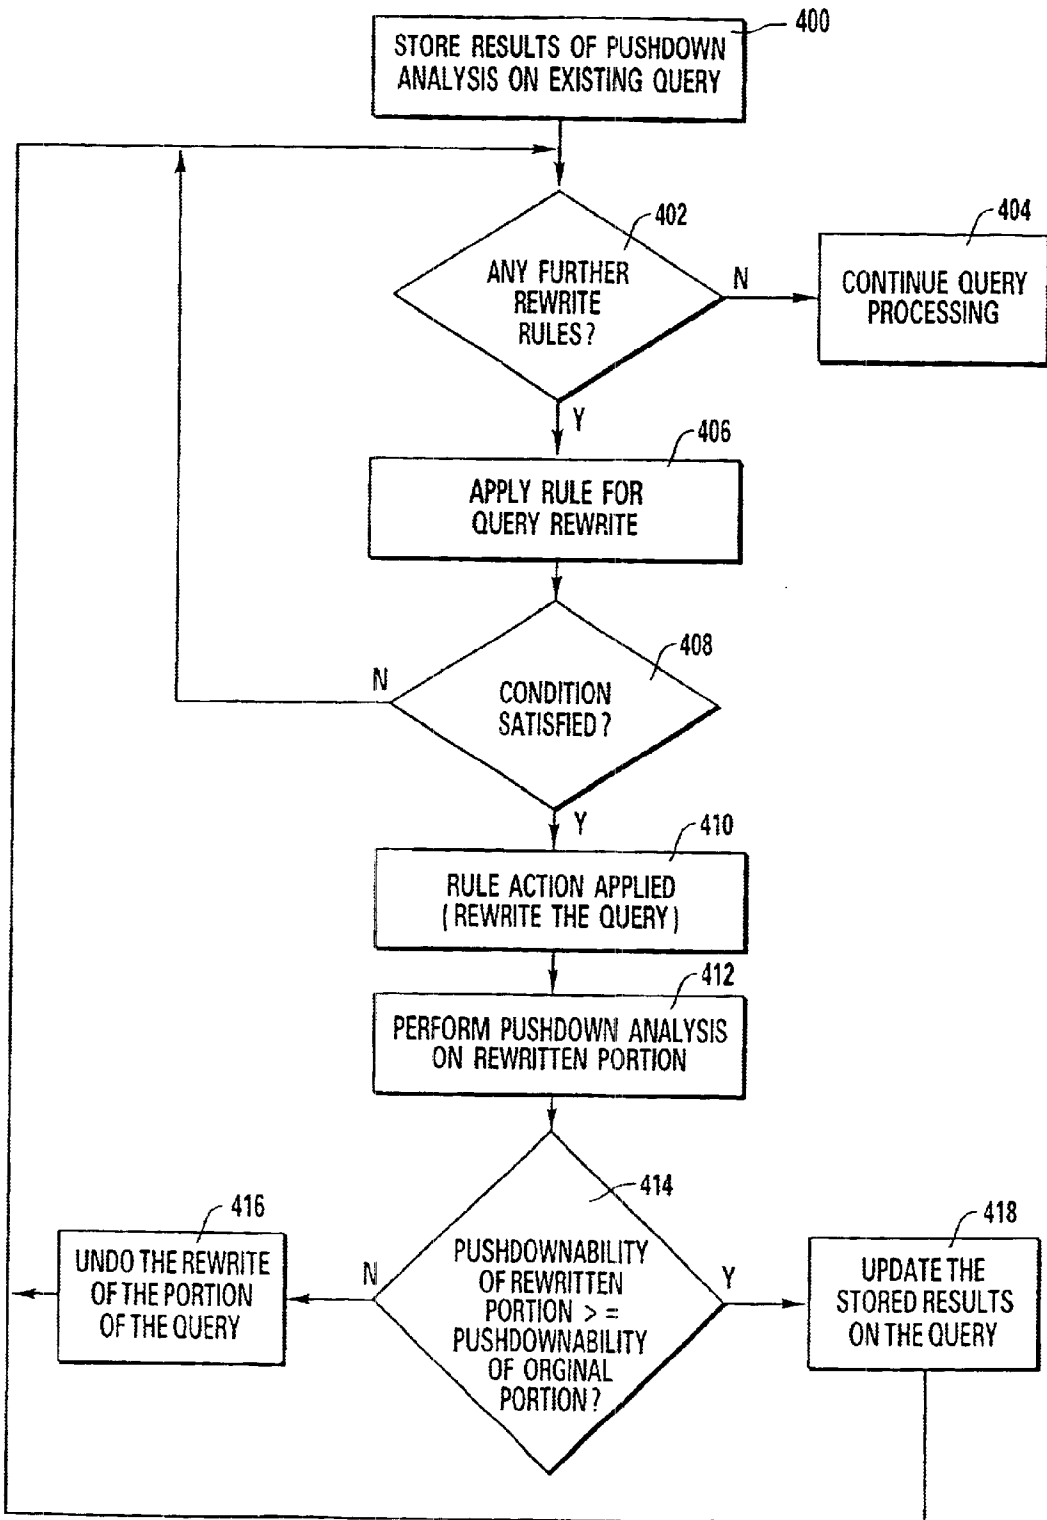 400
STORE RESULTS OF PUSHDOWN
ANALYSIS ON EXISTING QUERY
402
ANY FURTHER
REWRITE
RULES?
N
404
CONTINUE QUERY
PROCESSING
Y
406
APPLY RULE FOR
QUERY REWRITE
408
N
CONDITION
SATISFIED?
Y
410
RULE ACTION APPLIED
(REWRITE THE QUERY)
412
PERFORM PUSHDOWN ANALYSIS
ON REWRITTEN PORTION
414
416
UNDO THE REWRITE
OF THE PORTION
OF THE QUERY
N
PUSHDOWNABILITY
OF REWRITTEN
PORTION > =
PUSHDOWNABILITY
OF ORGINAL
PORTION?
Y
418
UPDATE THE
STORED RESULTS
ON THE QUERY